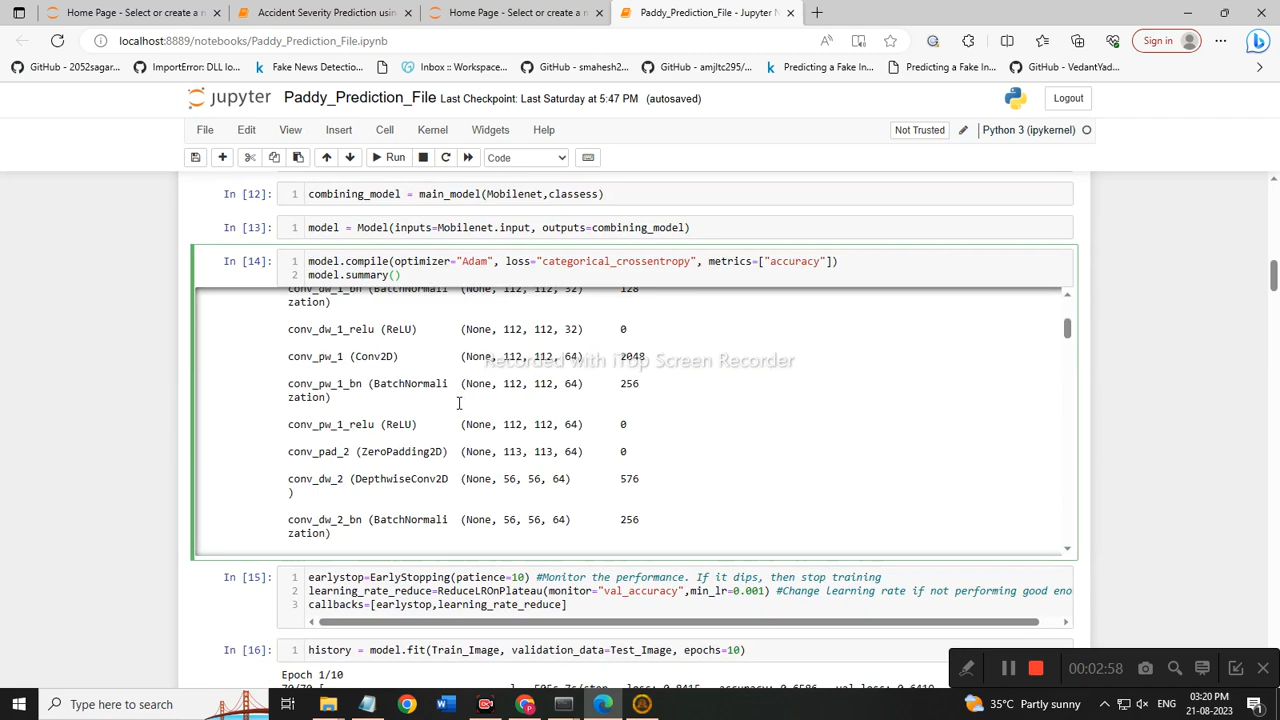 Home Page - Select or create a n
Accident Severity Prediction usin
Home Page - Select or create a n
Paddy_Prediction_File - Jupyter N
localhost:8889/notebooks/Paddy_Prediction_File.ipynb
Sign in
GitHub - 2052sagar...
ImportError: DLL lo...
Fake News Detectio...
Inbox :: Workspace...
GitHub - smahesh2...
GitHub - amjltc295/...
Predicting a Fake In...
Predicting a Fake In...
GitHub - VedantYad...
jupyter
Paddy_Prediction_File Last Checkpoint: Last Saturday at 5:47 PM (autosaved)
Logout
File Edit View Insert Cell Kernel Widgets Help
Not Trusted
Python 3 (ipykernel)
Run
Code
In [12]: 1 combining_model = main_model(Mobilenet,classess)
In [13]: 1 model = Model(inputs=Mobilenet.input, outputs=combining_model)
In [14]: 1 model.compile(optimizer="Adam", loss="categorical_crossentropy", metrics=["accuracy"])
2 model.summary()
conv_dw_1_bn (BatchNormali (None, 112, 112, 32) 128
zation)
conv_dw_1_relu (ReLU) (None, 112, 112, 32) 0
conv_pw_1 (Conv2D) (None, 112, 112, 64) 2048
Recorded with iTop Screen Recorder
conv_pw_1_bn (BatchNormali (None, 112, 112, 64) 256
zation)
conv_pw_1_relu (ReLU) (None, 112, 112, 64) 0
conv_pad_2 (ZeroPadding2D) (None, 113, 113, 64) 0
conv_dw_2 (DepthwiseConv2D (None, 56, 56, 64) 576
)
conv_dw_2_bn (BatchNormali (None, 56, 56, 64) 256
zation)
In [15]: 1 earlystop=EarlyStopping(patience=10) #Monitor the performance. If it dips, then stop training
2 learning_rate_reduce=ReduceLROnPlateau(monitor="val_accuracy",min_lr=0.001) #Change learning rate if not performing good eno
3 callbacks=[earlystop,learning_rate_reduce]
In [16]: 1 history = model.fit(Train_Image, validation_data=Test_Image, epochs=10)
Epoch 1/10
00:02:58
Type here to search
35°C Partly sunny
ENG
03:20 PM
21-08-2023